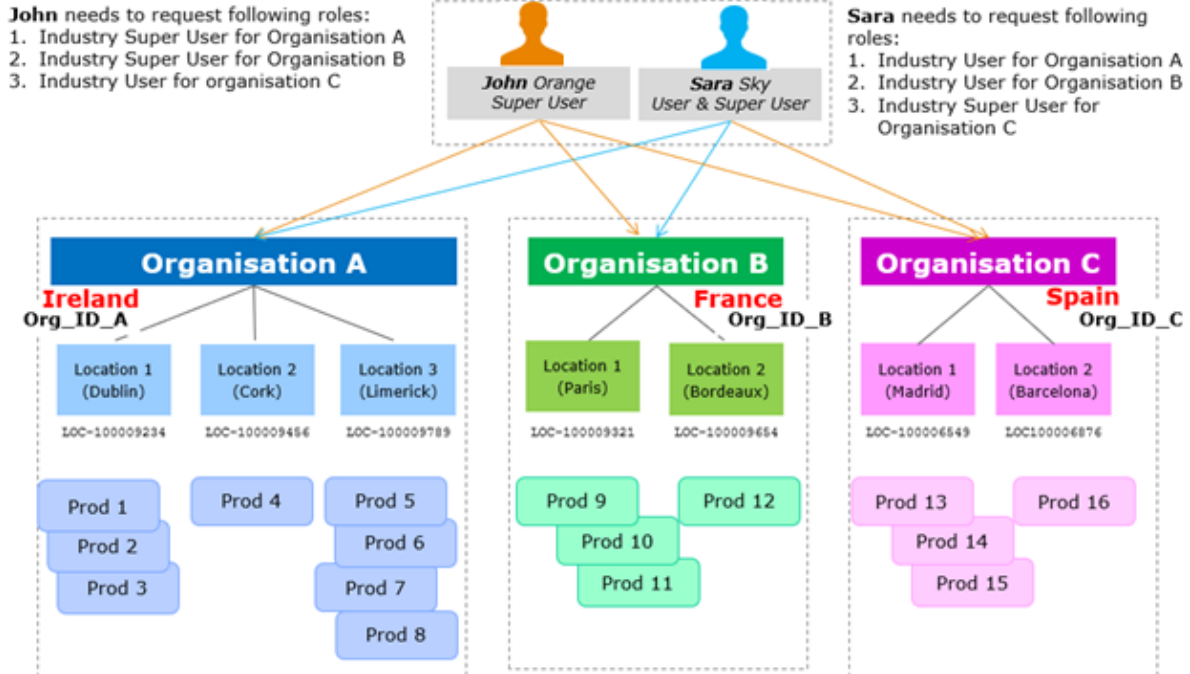 John needs to request following roles:
1. Industry Super User for Organisation A
2. Industry Super User for Organisation B
3. Industry User for organisation C
John Orange
Super User
Sara Sky
User & Super User
Sara needs to request following
roles:
1. Industry User for Organisation A
2. Industry User for Organisation B
3. Industry Super User for
Organisation C
Organisation A
Ireland
Org_ID_A
Location 1
(Dublin)
LOC-100009234
Location 2
(Cork)
LOC-100009456
Location 3
(Limerick)
LOC-100009789
Prod 1
Prod 2
Prod 3
Prod 4
Prod 5
Prod 6
Prod 7
Prod 8
Organisation B
France
Org_ID_B
Location 1
(Paris)
LOC-100009321
Location 2
(Bordeaux)
LOC-100009654
Prod 9
Prod 10
Prod 11
Prod 12
Organisation C
Spain
Org_ID_C
Location 1
(Madrid)
LOC-100006549
Location 2
(Barcelona)
LOC100006876
Prod 13
Prod 14
Prod 15
Prod 16